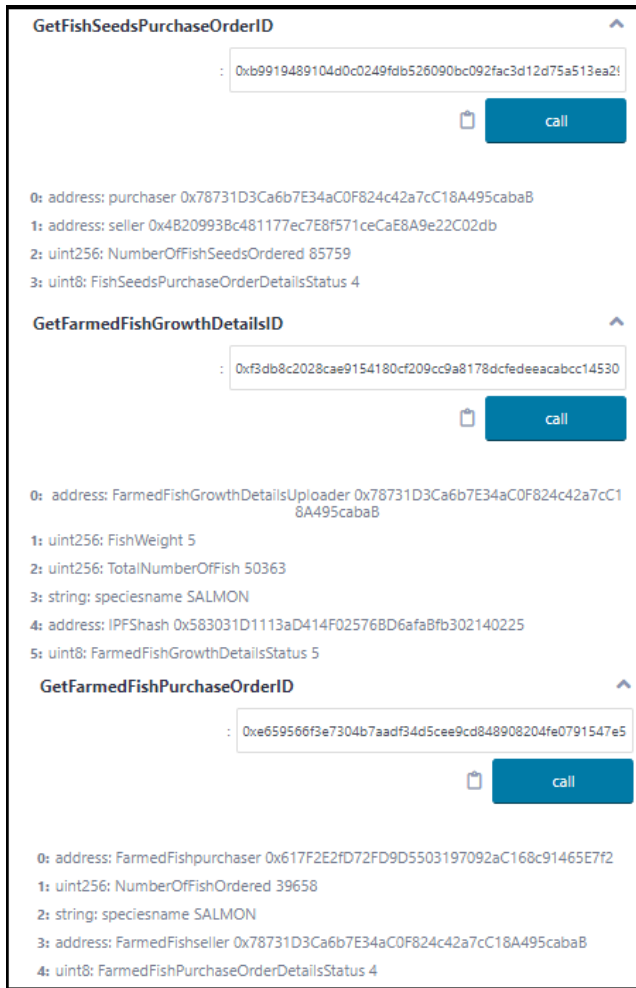 GetFishSeedsPurchaseOrderID
: 0xb9919489104d0c0249fdb526090bc092fac3d12d75a513ea29
call
0: address: purchaser 0x78731D3Ca6b7E34aC0F824c42a7cC18A495cabaB
1: address: seller 0x4B20993Bc481177ec7E8f571ceCaE8A9e22C02db
2: uint256: NumberOfFishSeedsOrdered 85759
3: uint8: FishSeedsPurchaseOrderDetailsStatus 4
GetFarmedFishGrowthDetailsID
: 0xf3db8c2028cae9154180cf209cc9a8178dcfedeeacabcc14530
call
0: address: FarmedFishGrowthDetailsUploader 0x78731D3Ca6b7E34aC0F824c42a7cC1
8A495cabaB
1: uint256: FishWeight 5
2: uint256: TotalNumberOfFish 50363
3: string: speciesname SALMON
4: address: IPFShash 0x583031D1113aD414F02576BD6afaBfb302140225
5: uint8: FarmedFishGrowthDetailsStatus 5
GetFarmedFishPurchaseOrderID
: 0xe659566f3e7304b7aadf34d5cee9cd848908204fe0791547e5
call
0: address: FarmedFishpurchaser 0x617F2E2fD72FD9D5503197092aC168c91465E7f2
1: uint256: NumberOfFishOrdered 39658
2: string: speciesname SALMON
3: address: FarmedFishseller 0x78731D3Ca6b7E34aC0F824c42a7cC18A495cabaB
4: uint8: FarmedFishPurchaseOrderDetailsStatus 4